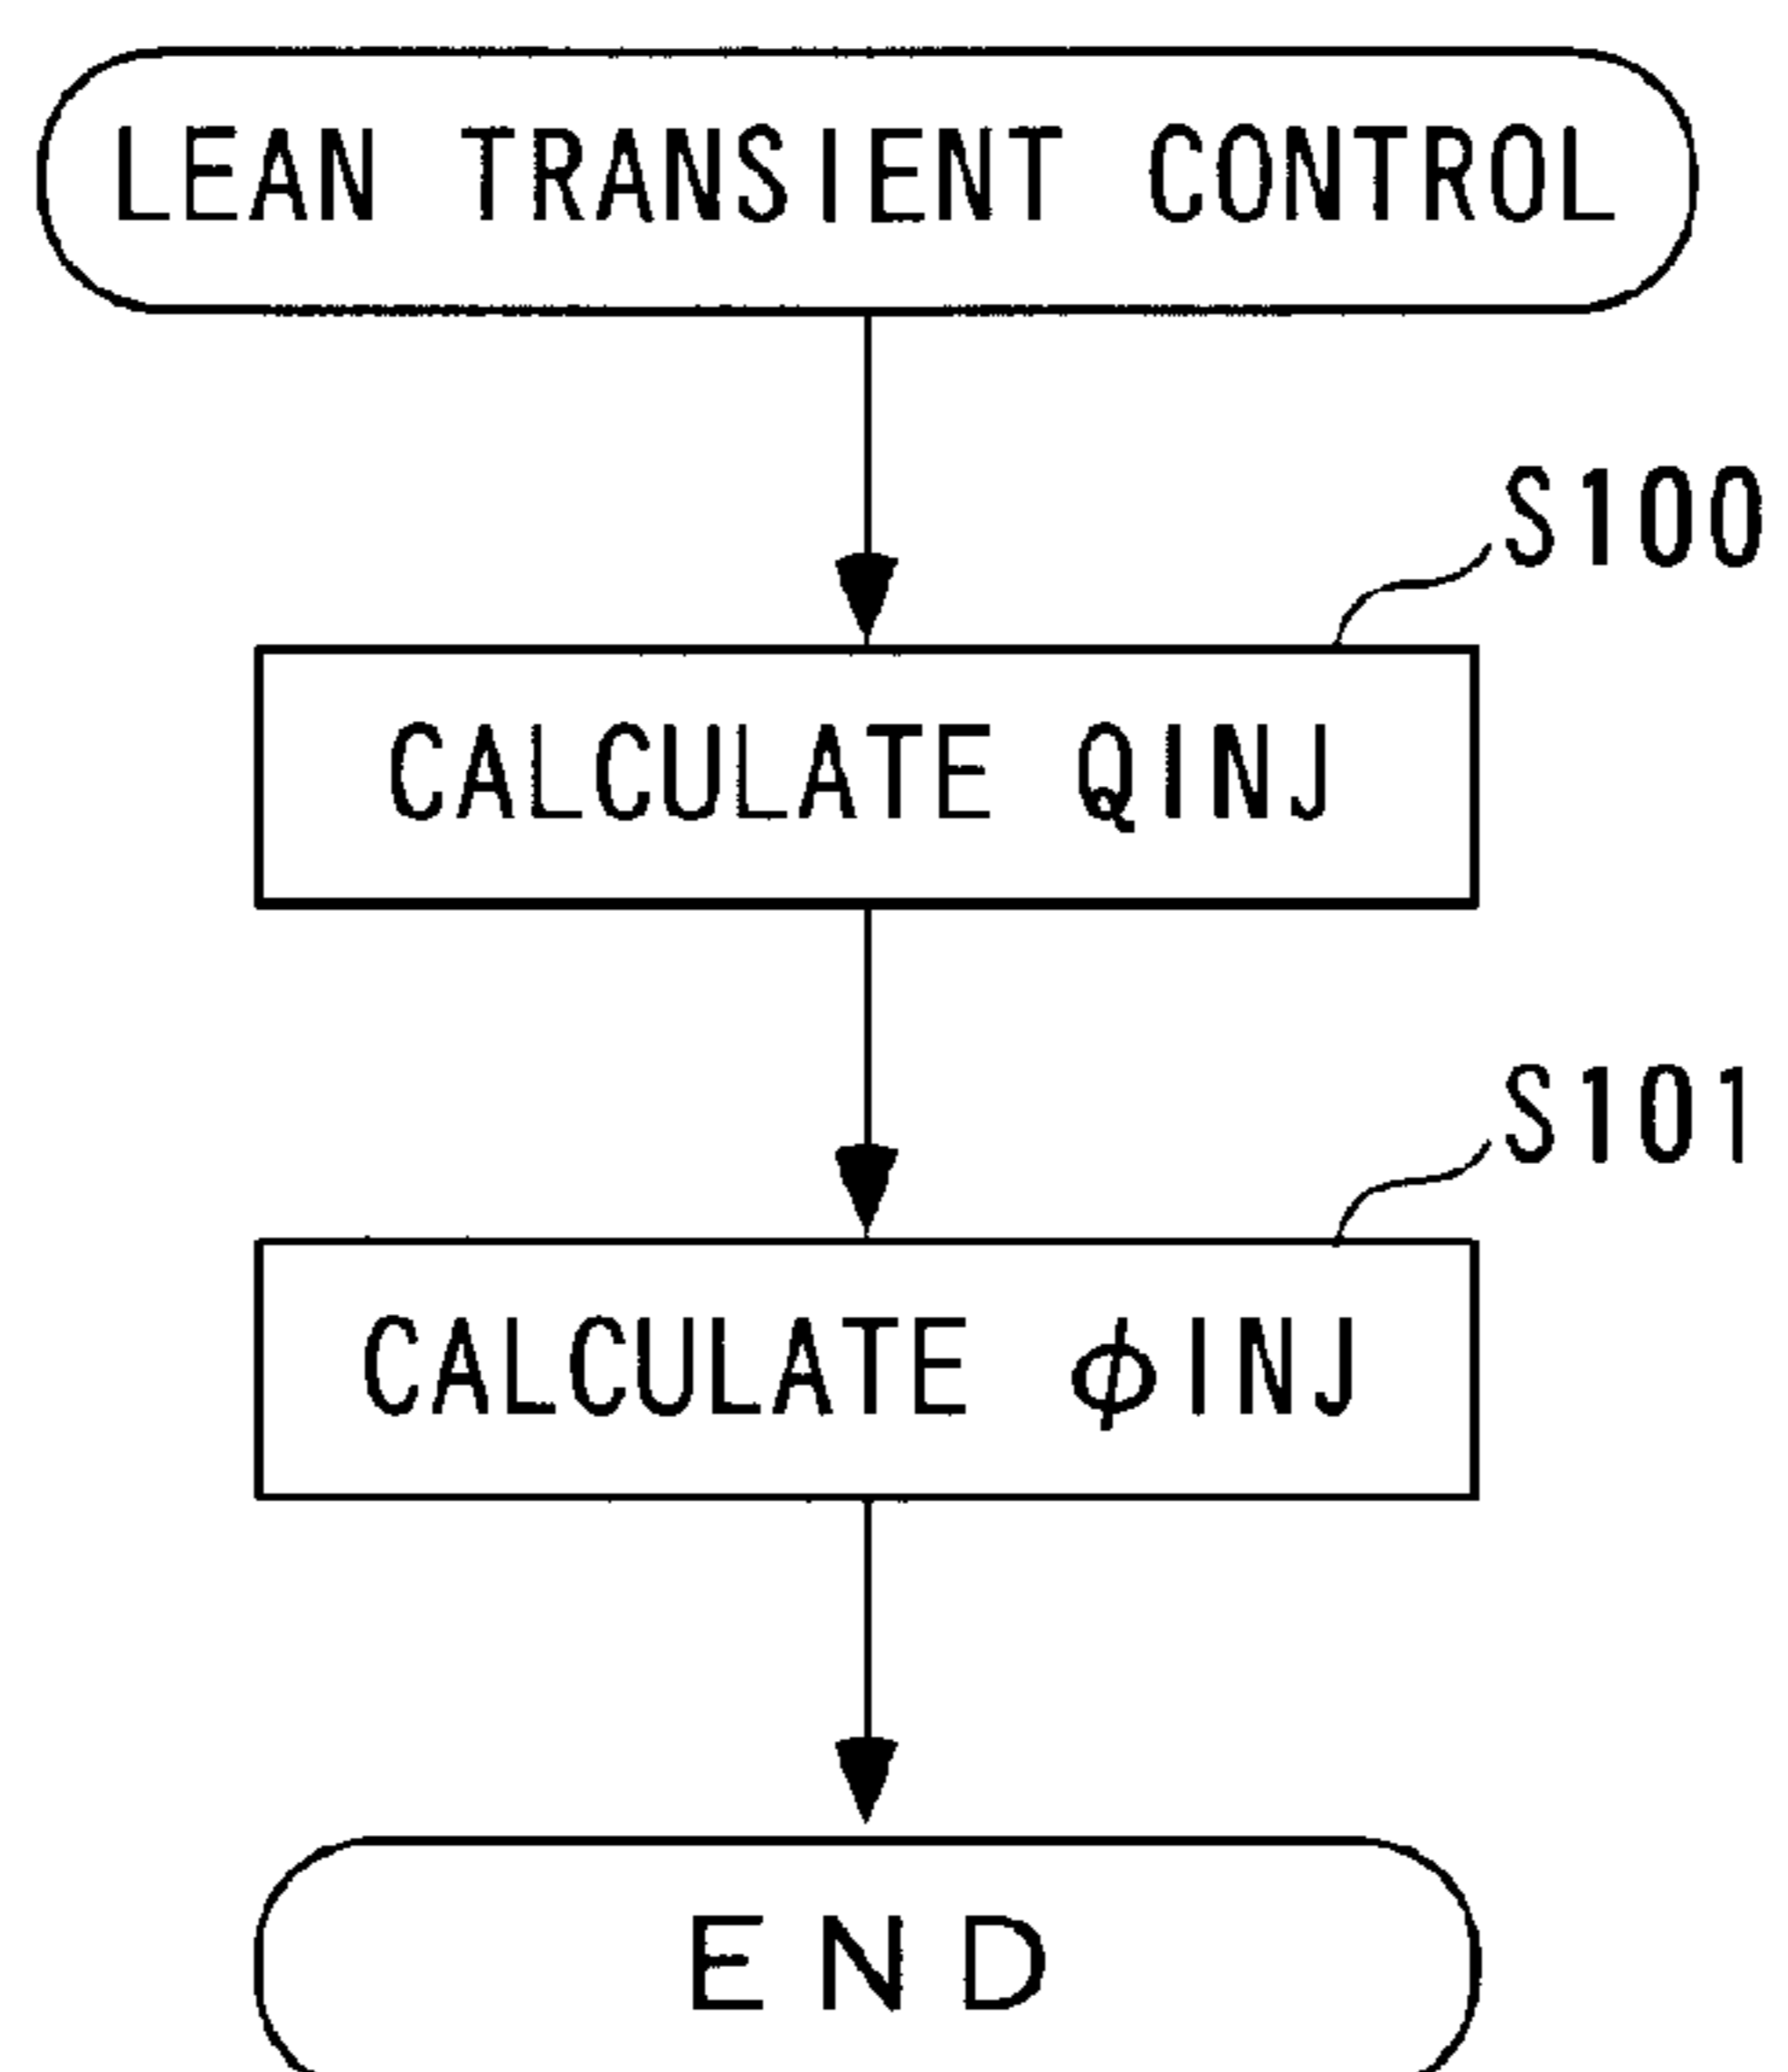 LEAN TRANSIENT CONTROL
S100
CALCULATE QINJ
S101
CALCULATE ϕINJ
END